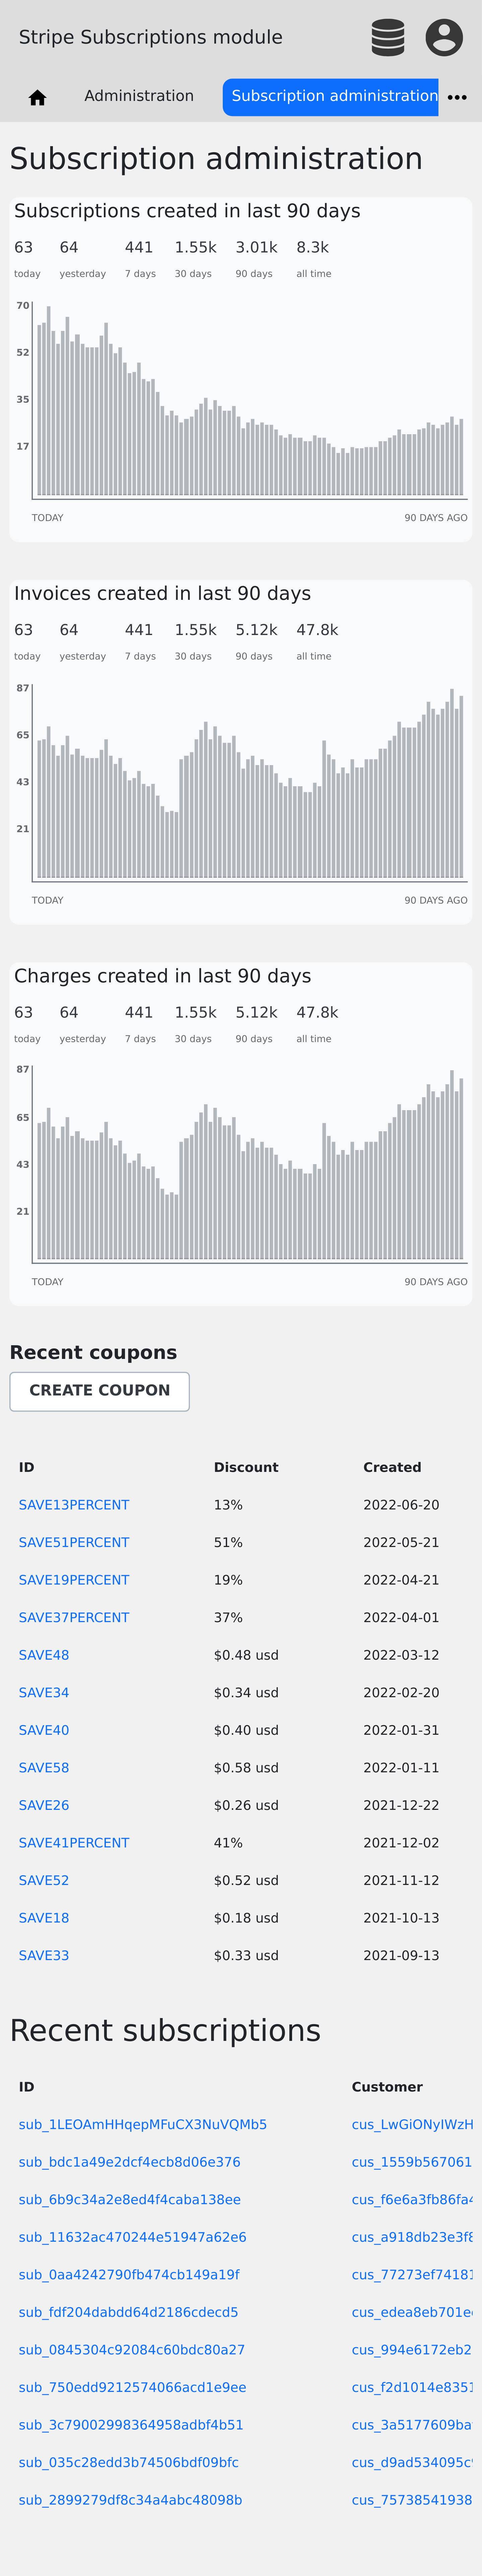 Stripe Subscriptions module
Administration
Subscription administration
Subscription administration
Subscriptions created in last 90 days
63 64 441 1.55k 3.01k 8.3k
today yesterday 7 days 30 days 90 days all time
70
52
35
17
TODAY 90 DAYS AGO
Invoices created in last 90 days
63 64 441 1.55k 5.12k 47.8k
today yesterday 7 days 30 days 90 days all time
87
65
43
21
TODAY 90 DAYS AGO
Charges created in last 90 days
63 64 441 1.55k 5.12k 47.8k
today yesterday 7 days 30 days 90 days all time
87
65
43
21
TODAY 90 DAYS AGO
Recent coupons
CREATE COUPON
ID Discount Created
SAVE13PERCENT 13% 2022-06-20
SAVE51PERCENT 51% 2022-05-21
SAVE19PERCENT 19% 2022-04-21
SAVE37PERCENT 37% 2022-04-01
SAVE48 $0.48 usd 2022-03-12
SAVE34 $0.34 usd 2022-02-20
SAVE40 $0.40 usd 2022-01-31
SAVE58 $0.58 usd 2022-01-11
SAVE26 $0.26 usd 2021-12-22
SAVE41PERCENT 41% 2021-12-02
SAVE52 $0.52 usd 2021-11-12
SAVE18 $0.18 usd 2021-10-13
SAVE33 $0.33 usd 2021-09-13
Recent subscriptions
ID Customer
sub_1LEOAmHHqepMFuCX3NuVQMb5 cus_LwGiONyIWzH
sub_bdc1a49e2dcf4ecb8d06e376 cus_1559b567061
sub_6b9c34a2e8ed4f4caba138ee cus_f6e6a3fb86fa4
sub_11632ac470244e51947a62e6 cus_a918db23e3f8
sub_0aa4242790fb474cb149a19f cus_77273ef74181
sub_fdf204dabdd64d2186cdecd5 cus_edea8eb701e
sub_0845304c92084c60bdc80a27 cus_994e6172eb2
sub_750edd9212574066acd1e9ee cus_f2d1014e8351
sub_3c79002998364958adbf4b51 cus_3a5177609ba
sub_035c28edd3b74506bdf09bfc cus_d9ad534095c
sub_2899279df8c34a4abc48098b cus_75738541938